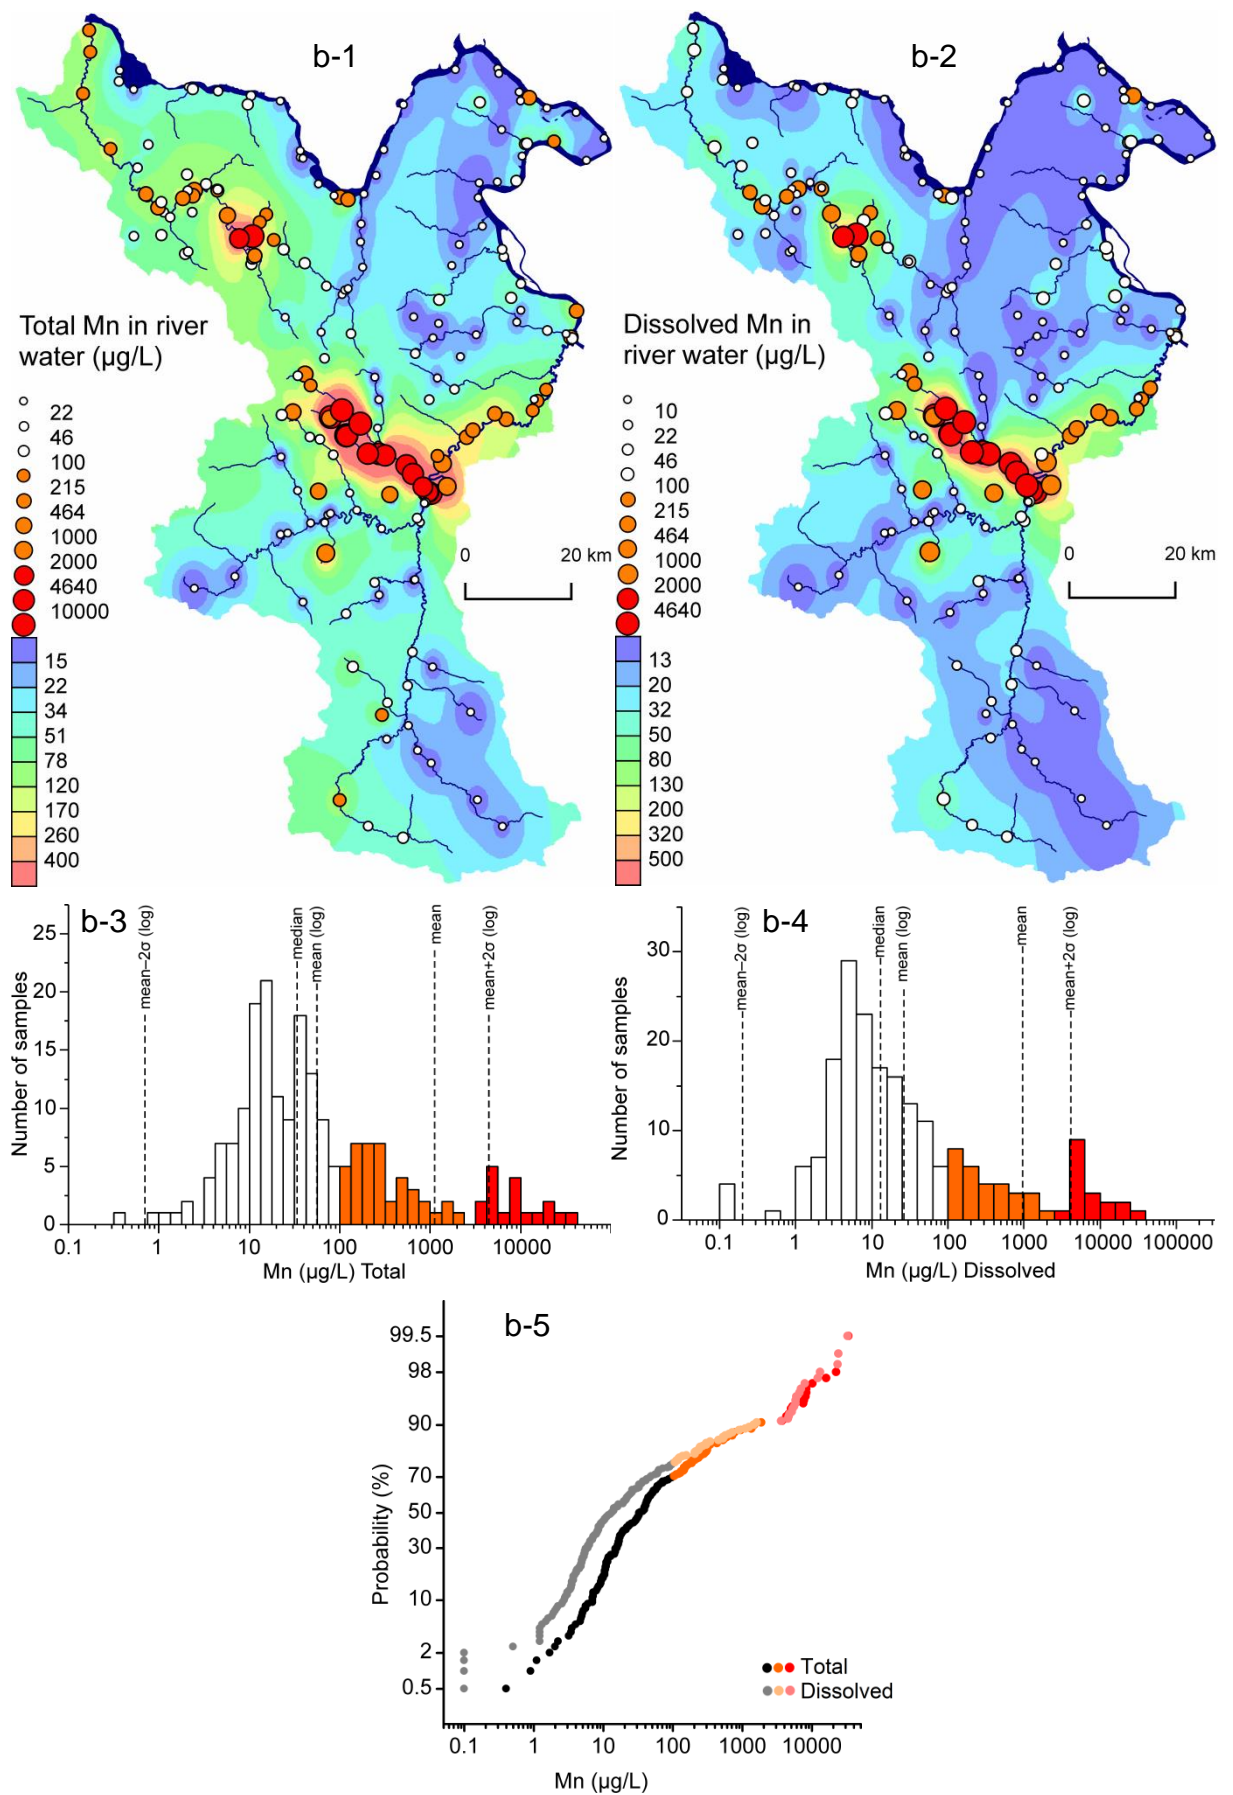 b-1
b-2
Total Mn in river
water (µg/L)
22
46
100
215
464
1000
2000
4640
10000
15
22
34
51
78
120
170
260
400
0
20 km
Dissolved Mn in
river water (µg/L)
10
22
46
100
215
464
1000
2000
4640
13
20
32
50
80
130
200
320
500
0
20 km
b-3
mean–2σ (log)
median
mean (log)
mean
mean+2σ (log)
Number of samples
25
20
15
10
5
0
0.1
1
10
100
1000
10000
Mn (µg/L) Total
b-4
mean–2σ (log)
median
mean (log)
mean
mean+2σ (log)
Number of samples
30
20
10
0
0.1
1
10
100
1000
10000
100000
Mn (µg/L) Dissolved
b-5
Probability (%)
99.5
98
90
70
50
30
10
2
0.5
Total
Dissolved
0.1
1
10
100
1000
10000
Mn (µg/L)